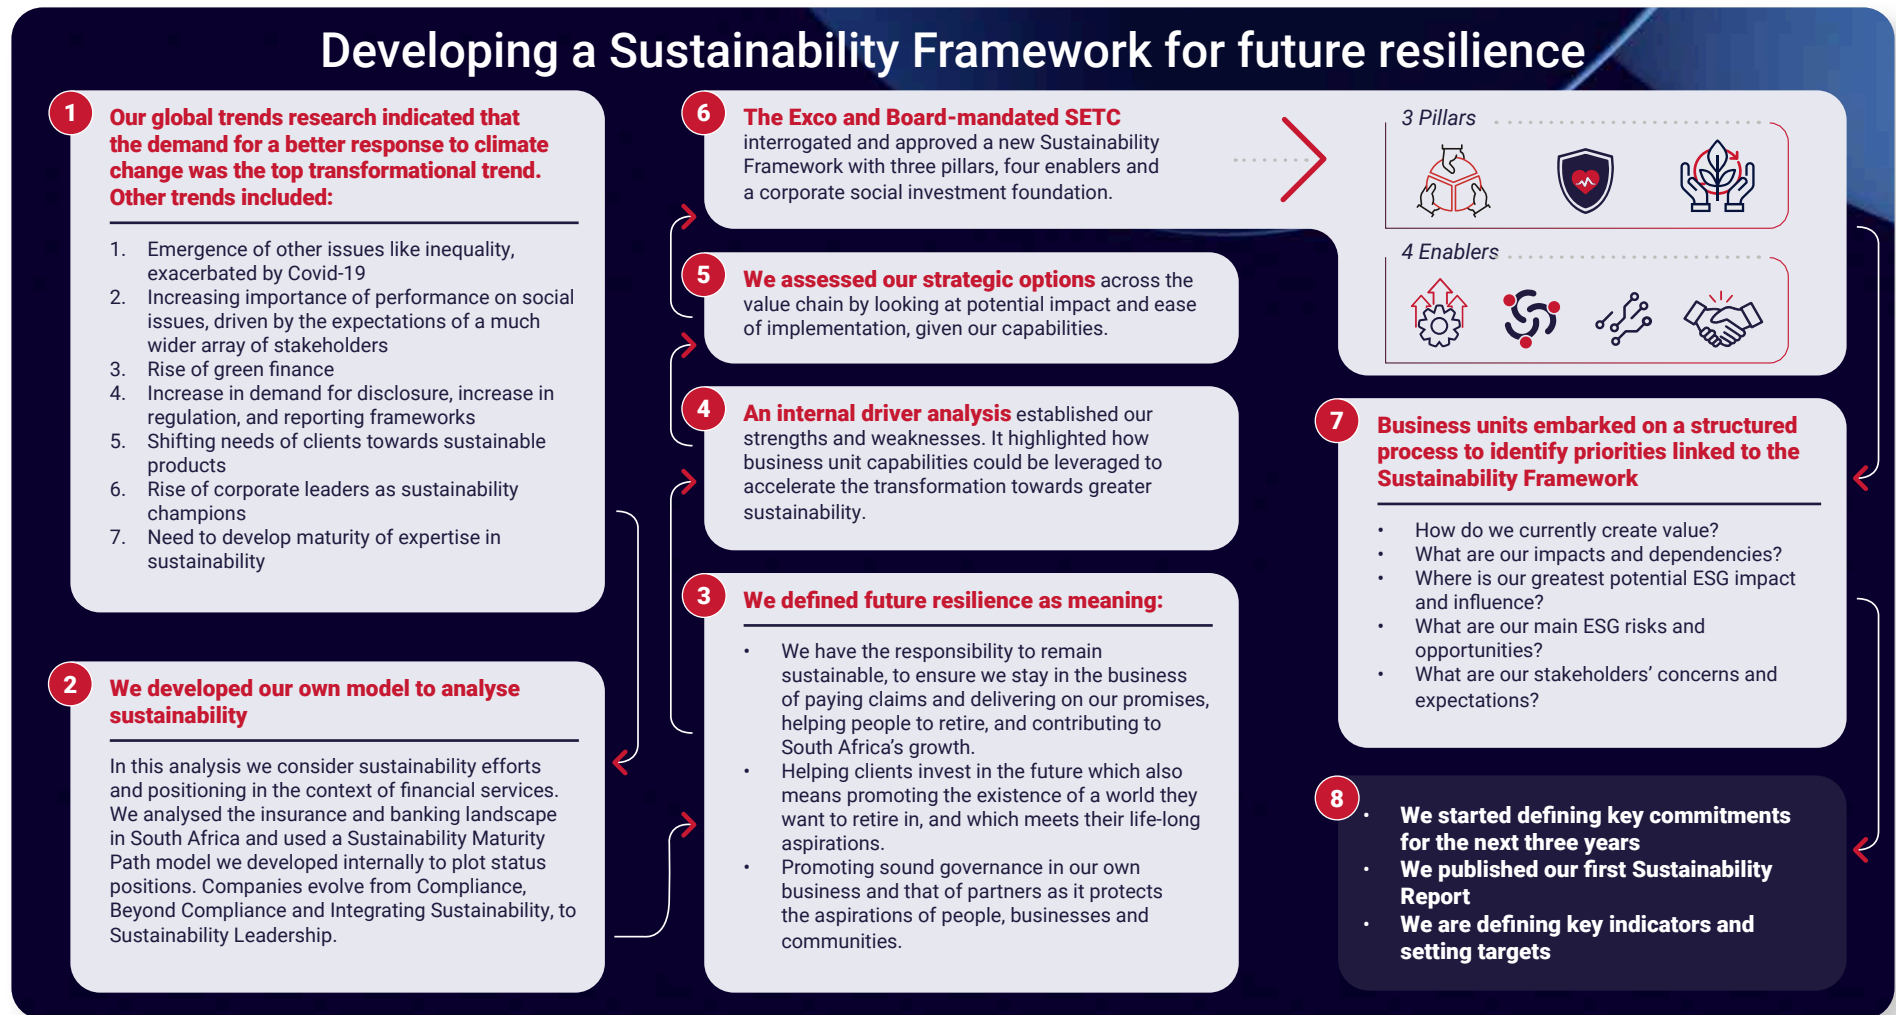 Developing a Sustainability Framework for future resilience
1
Our global trends research indicated that
the demand for a better response to climate
change was the top transformational trend.
Other trends included:
1. Emergence of other issues like inequality,
exacerbated by Covid-19
2. Increasing importance of performance on social
issues, driven by the expectations of a much
wider array of stakeholders
3. Rise of green finance
4. Increase in demand for disclosure, increase in
regulation, and reporting frameworks
5. Shifting needs of clients towards sustainable
products
6. Rise of corporate leaders as sustainability
champions
7. Need to develop maturity of expertise in
sustainability
2
We developed our own model to analyse
sustainability
In this analysis we consider sustainability efforts
and positioning in the context of financial services.
We analysed the insurance and banking landscape
in South Africa and used a Sustainability Maturity
Path model we developed internally to plot status
positions. Companies evolve from Compliance,
Beyond Compliance and Integrating Sustainability, to
Sustainability Leadership.
3
We defined future resilience as meaning:
• We have the responsibility to remain
sustainable, to ensure we stay in the business
of paying claims and delivering on our promises,
helping people to retire, and contributing to
South Africa's growth.
• Helping clients invest in the future which also
means promoting the existence of a world they
want to retire in, and which meets their life-long
aspirations.
• Promoting sound governance in our own
business and that of partners as it protects
the aspirations of people, businesses and
communities.
4
An internal driver analysis established our
strengths and weaknesses. It highlighted how
business unit capabilities could be leveraged to
accelerate the transformation towards greater
sustainability.
5
We assessed our strategic options across the
value chain by looking at potential impact and ease
of implementation, given our capabilities.
6
The Exco and Board-mandated SETC
interrogated and approved a new Sustainability
Framework with three pillars, four enablers and
a corporate social investment foundation.
3 Pillars
4 Enablers
7
Business units embarked on a structured
process to identify priorities linked to the
Sustainability Framework
• How do we currently create value?
• What are our impacts and dependencies?
• Where is our greatest potential ESG impact
and influence?
• What are our main ESG risks and
opportunities?
• What are our stakeholders' concerns and
expectations?
8
• We started defining key commitments
for the next three years
• We published our first Sustainability
Report
• We are defining key indicators and
setting targets